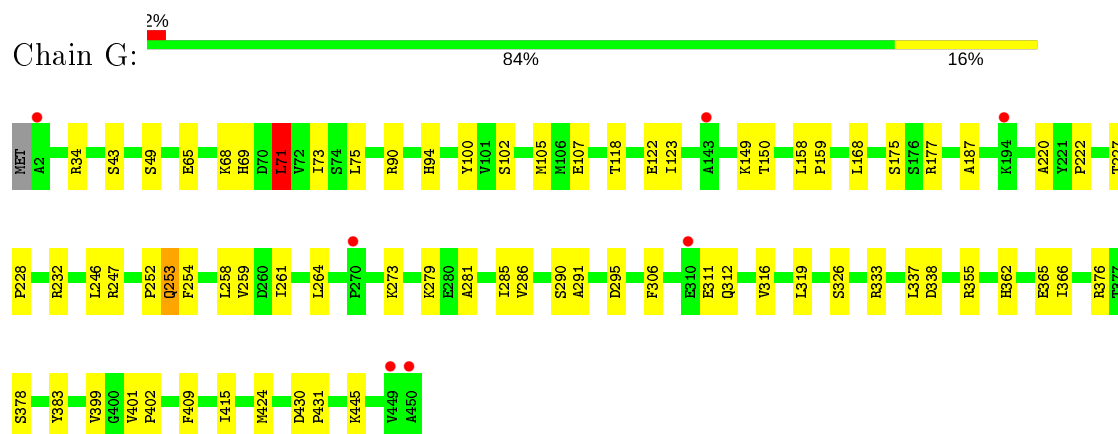 2%
Chain G:
84% 16%
MET A2 R34 S43 S49 E65 K68 H69 D70 L71 V72 I73 S74 L75 R90 H94 Y100 V101 S102 M105 M106 E107 T118 E122 I123 A143 K149 T150 L158 P159 L168 S175 S176 R177 A187 K194 A220 Y221 P222 T227
P228 R232 L246 R247 P252 Q253 F254 L258 V259 D260 I261 L264 P270 K273 K279 E280 A281 I285 V286 S290 A291 D295 F306 E310 E311 Q312 V316 L319 S326 R333 L337 D338 R355 H362 E365 I366 R376 T377
S378 Y383 V399 G400 V401 P402 F409 I415 M424 D430 P431 K445 V449 A450